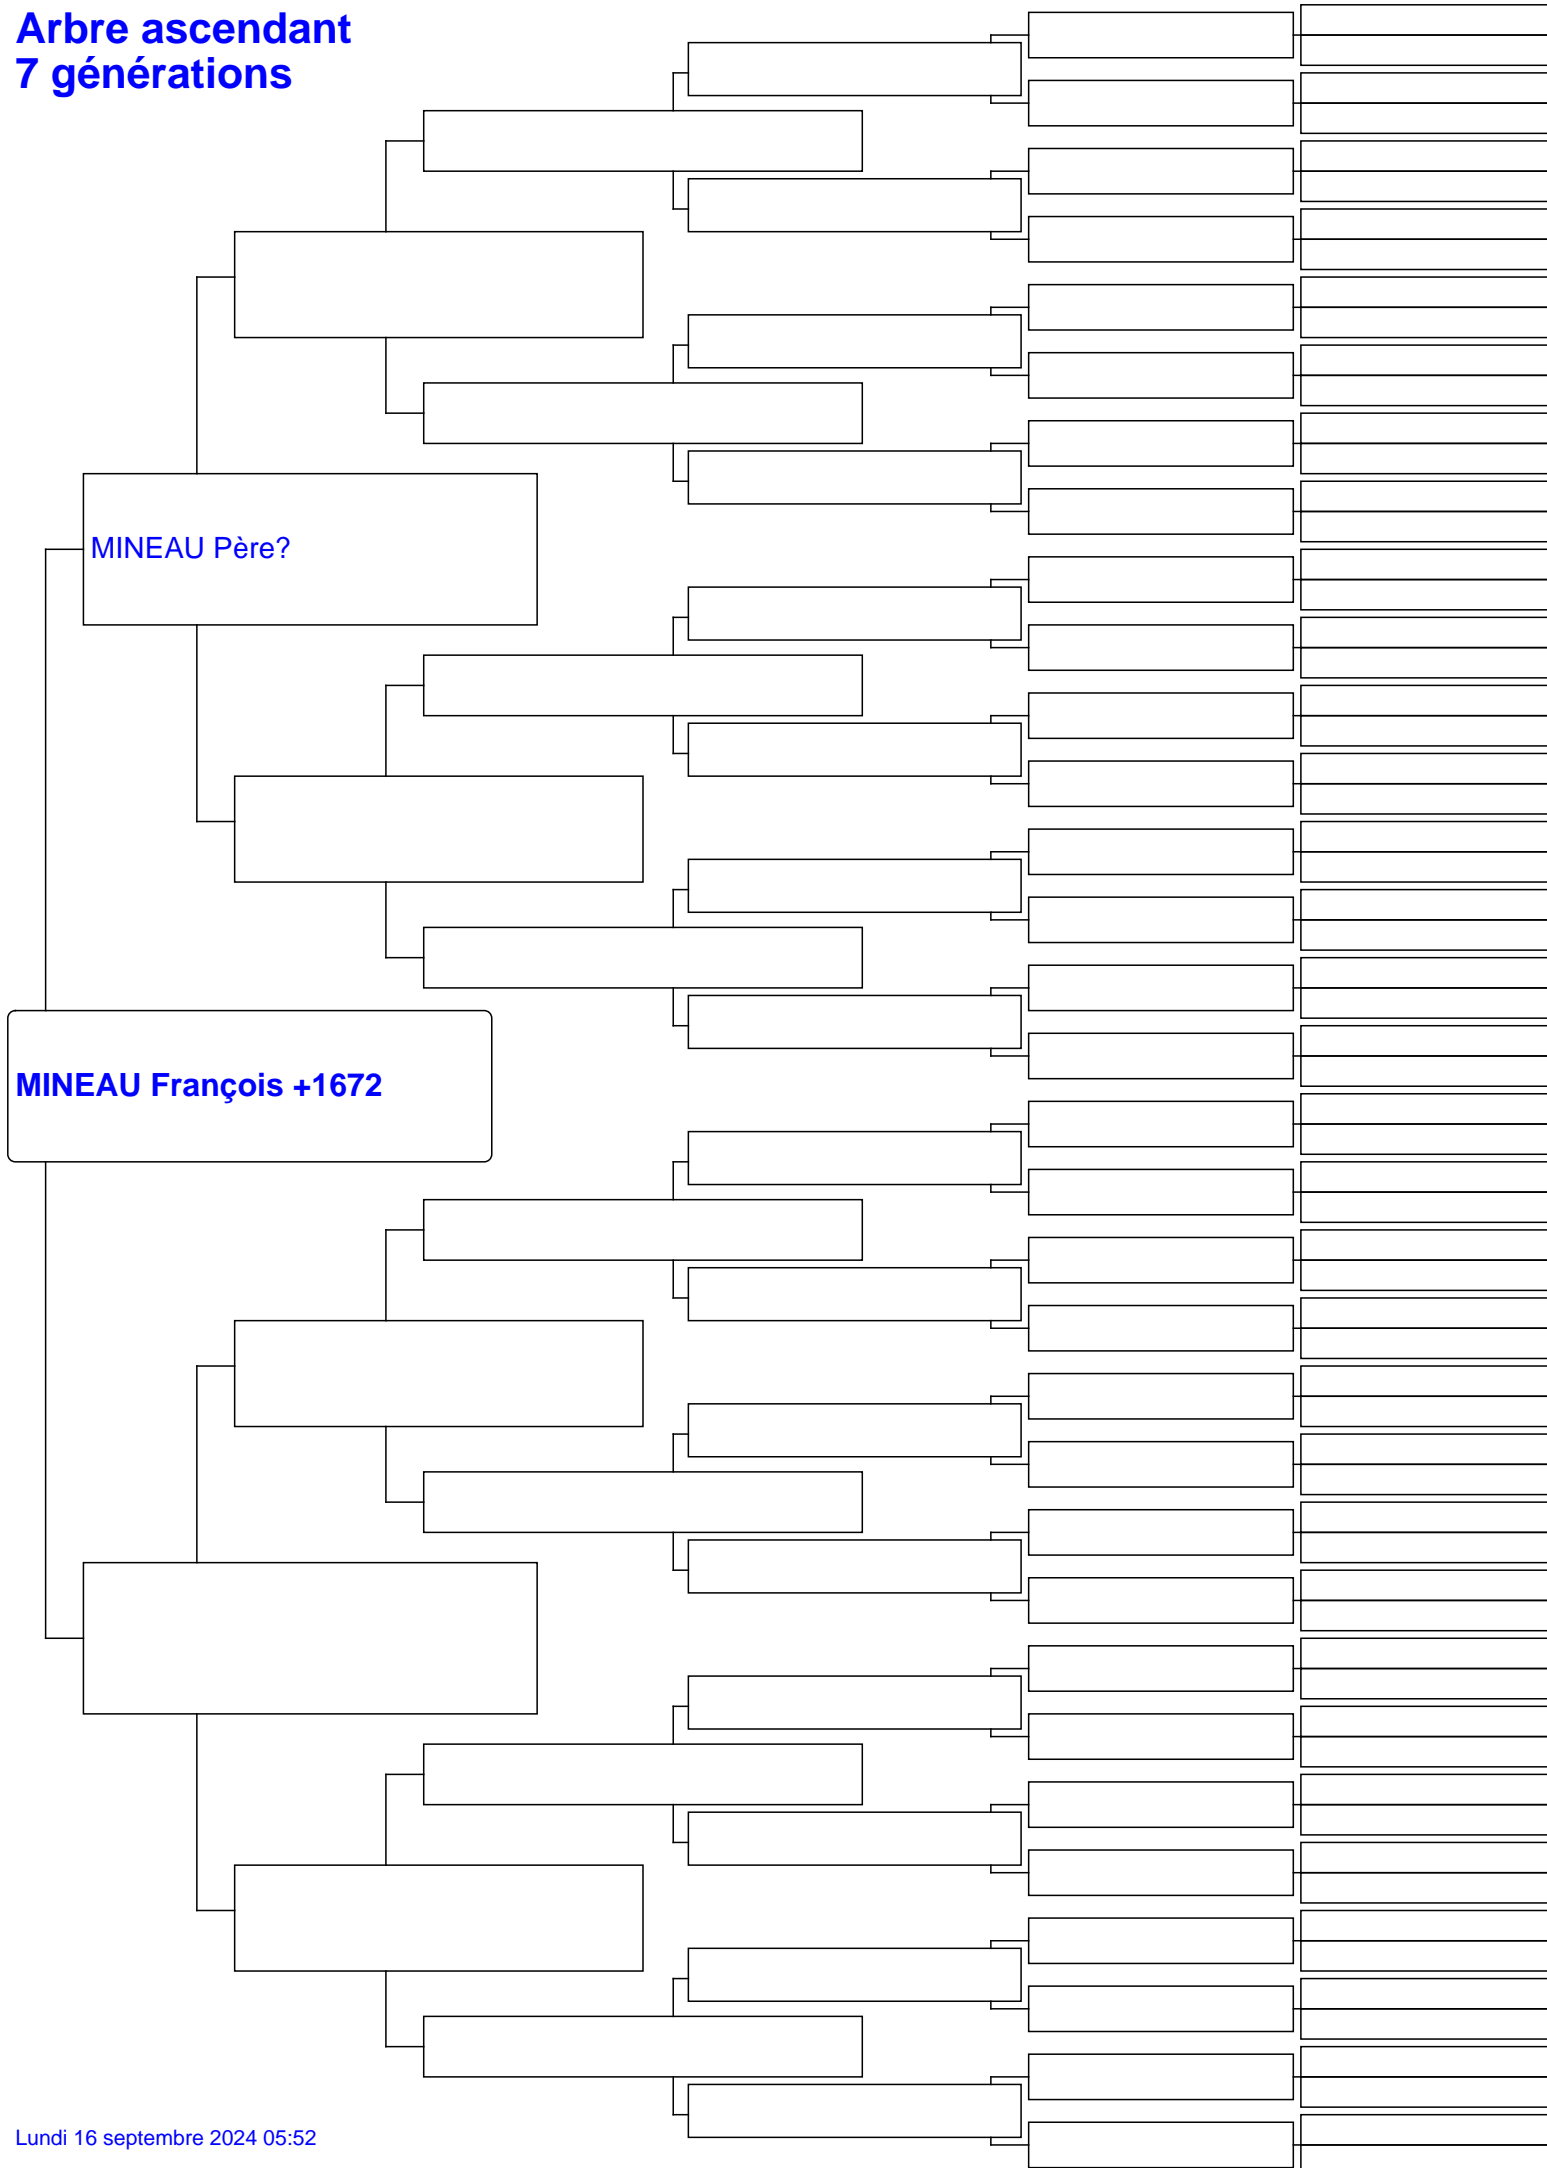 Arbre ascendant
7 générations
MINEAU Père?
MINEAU François +1672
Lundi 16 septembre 2024 05:52